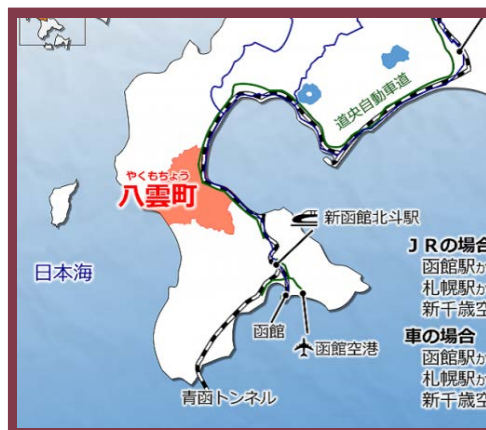 道央自動車道
やくもちょう
八雲町
新函館北斗駅
日本海
函館
函館空港
青函トンネル
JRの場合
函館駅か
札幌駅か
新千歳空
車の場合
函館駅か
札幌駅か
新千歳空